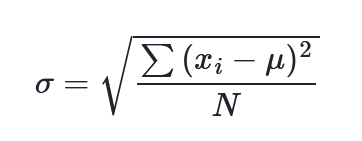 σ = √(∑(xᵢ − μ)² / N)